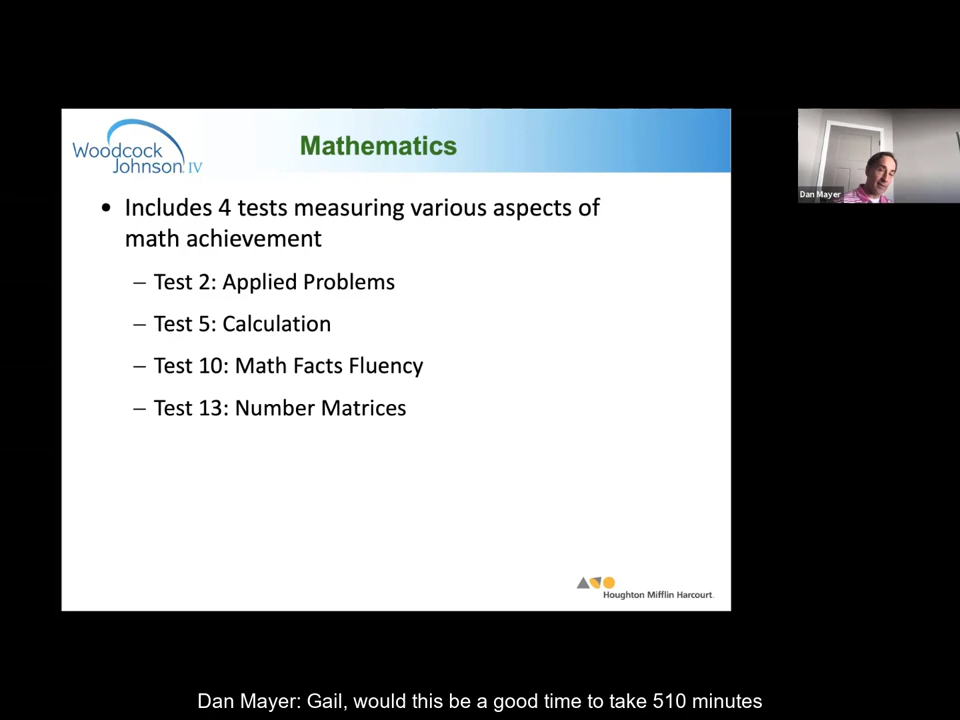 Woodcock
Johnson IV
Mathematics
• Includes 4 tests measuring various aspects of
math achievement
– Test 2: Applied Problems
– Test 5: Calculation
– Test 10: Math Facts Fluency
– Test 13: Number Matrices
Houghton Mifflin Harcourt
Dan Mayer
Dan Mayer: Gail, would this be a good time to take 510 minutes